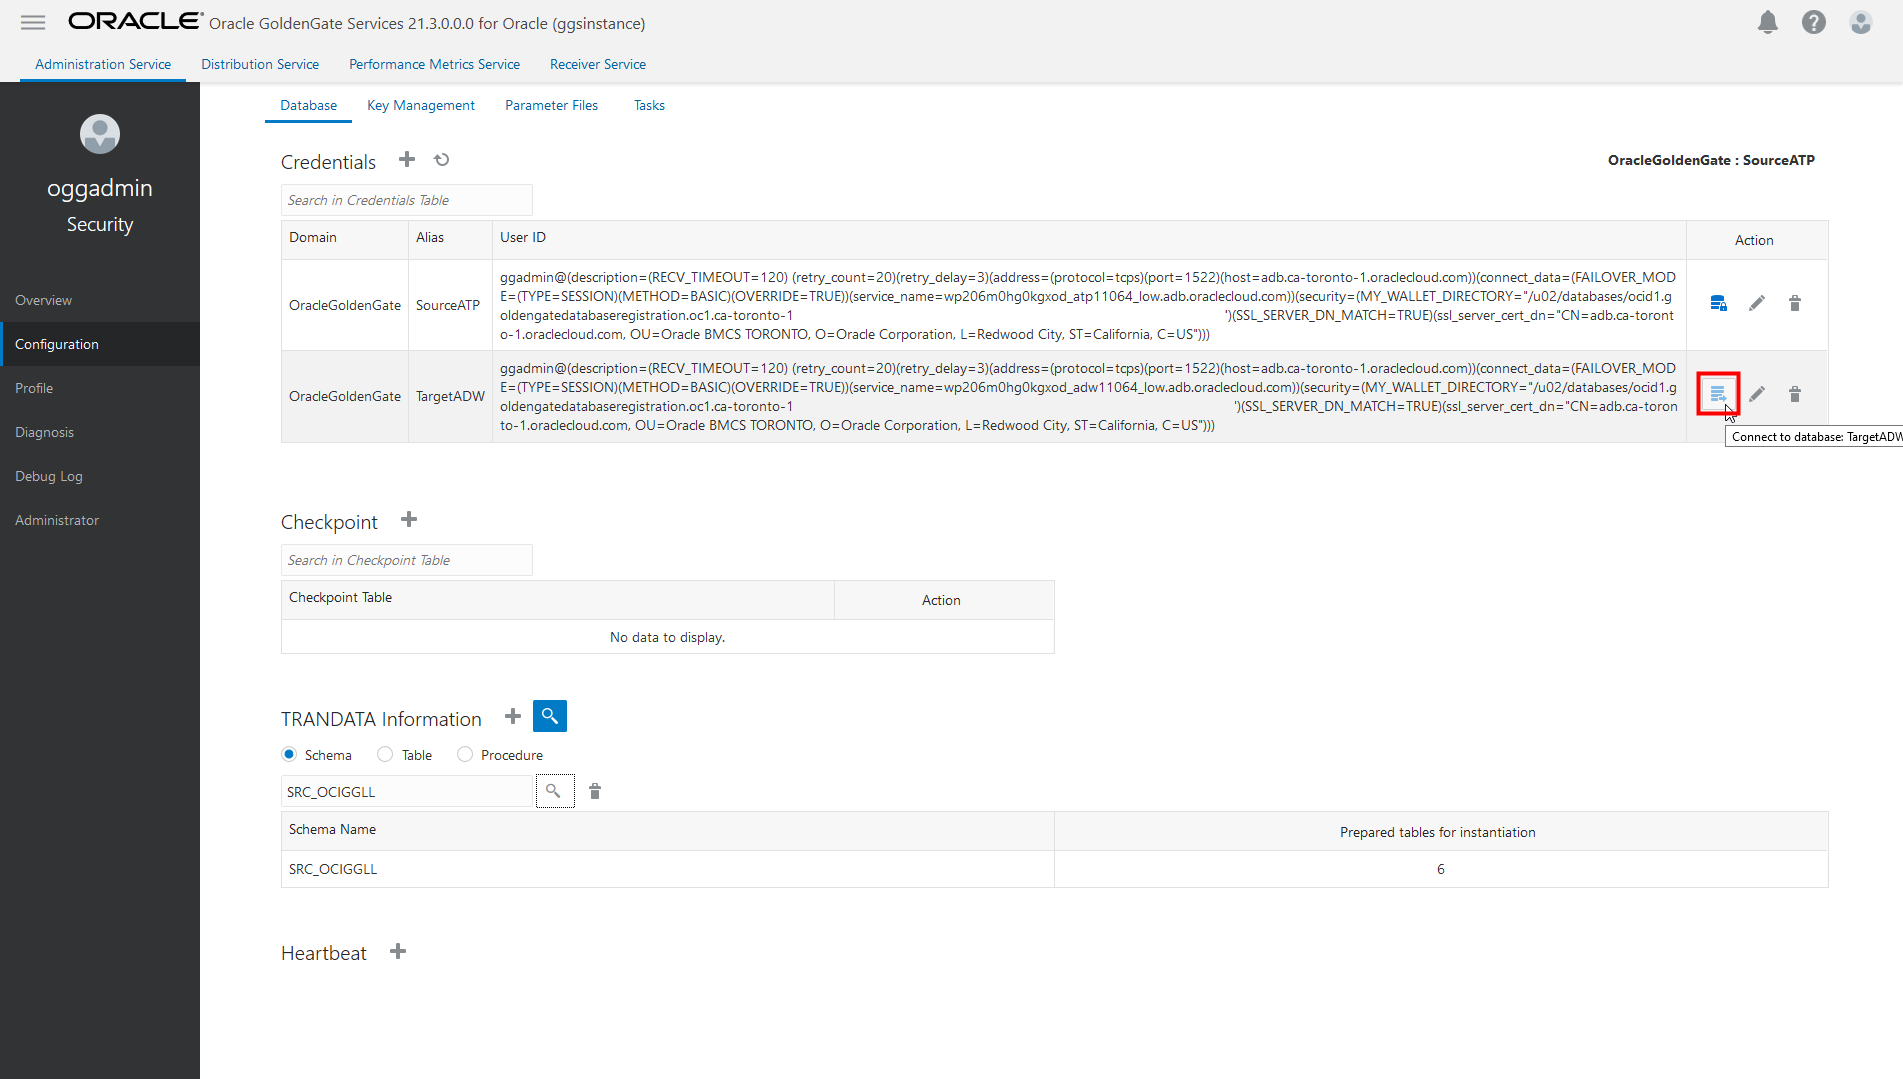 ORACLE Oracle GoldenGate Services 21.3.0.0.0 for Oracle (ggsinstance)
Administration Service Distribution Service Performance Metrics Service Receiver Service
oggadmin
Security
Overview
Configuration
Profile
Diagnosis
Debug Log
Administrator
Database Key Management Parameter Files Tasks
Credentials
OracleGoldenGate : SourceATP
Search in Credentials Table
Domain Alias User ID Action
OracleGoldenGate SourceATP
ggadmin@(description=(RECV_TIMEOUT=120) (retry_count=20)(retry_delay=3)(address=(protocol=tcps)(port=1522)(host=adb.ca-toronto-1.oraclecloud.com))(connect_data=(FAILOVER_MOD
E=(TYPE=SESSION)(METHOD=BASIC)(OVERRIDE=TRUE))(service_name=wp206m0hg0kgxod_atp11064_low.adb.oraclecloud.com))(security=(MY_WALLET_DIRECTORY="/u02/databases/ocid1.g
oldengatedatabaseregistration.oc1.ca-toronto-1 ')(SSL_SERVER_DN_MATCH=TRUE)(ssl_server_cert_dn="CN=adb.ca-toront
o-1.oraclecloud.com, OU=Oracle BMCS TORONTO, O=Oracle Corporation, L=Redwood City, ST=California, C=US")))
OracleGoldenGate TargetADW
ggadmin@(description=(RECV_TIMEOUT=120) (retry_count=20)(retry_delay=3)(address=(protocol=tcps)(port=1522)(host=adb.ca-toronto-1.oraclecloud.com))(connect_data=(FAILOVER_MOD
E=(TYPE=SESSION)(METHOD=BASIC)(OVERRIDE=TRUE))(service_name=wp206m0hg0kgxod_adw11064_low.adb.oraclecloud.com))(security=(MY_WALLET_DIRECTORY="/u02/databases/ocid1.g
oldengatedatabaseregistration.oc1.ca-toronto-1 ')(SSL_SERVER_DN_MATCH=TRUE)(ssl_server_cert_dn="CN=adb.ca-toron
to-1.oraclecloud.com, OU=Oracle BMCS TORONTO, O=Oracle Corporation, L=Redwood City, ST=California, C=US")))
Connect to database: TargetADW
Checkpoint
Search in Checkpoint Table
Checkpoint Table Action
No data to display.
TRANDATA Information
Schema Table Procedure
SRC_OCIGGLL
Schema Name Prepared tables for instantiation
SRC_OCIGGLL 6
Heartbeat